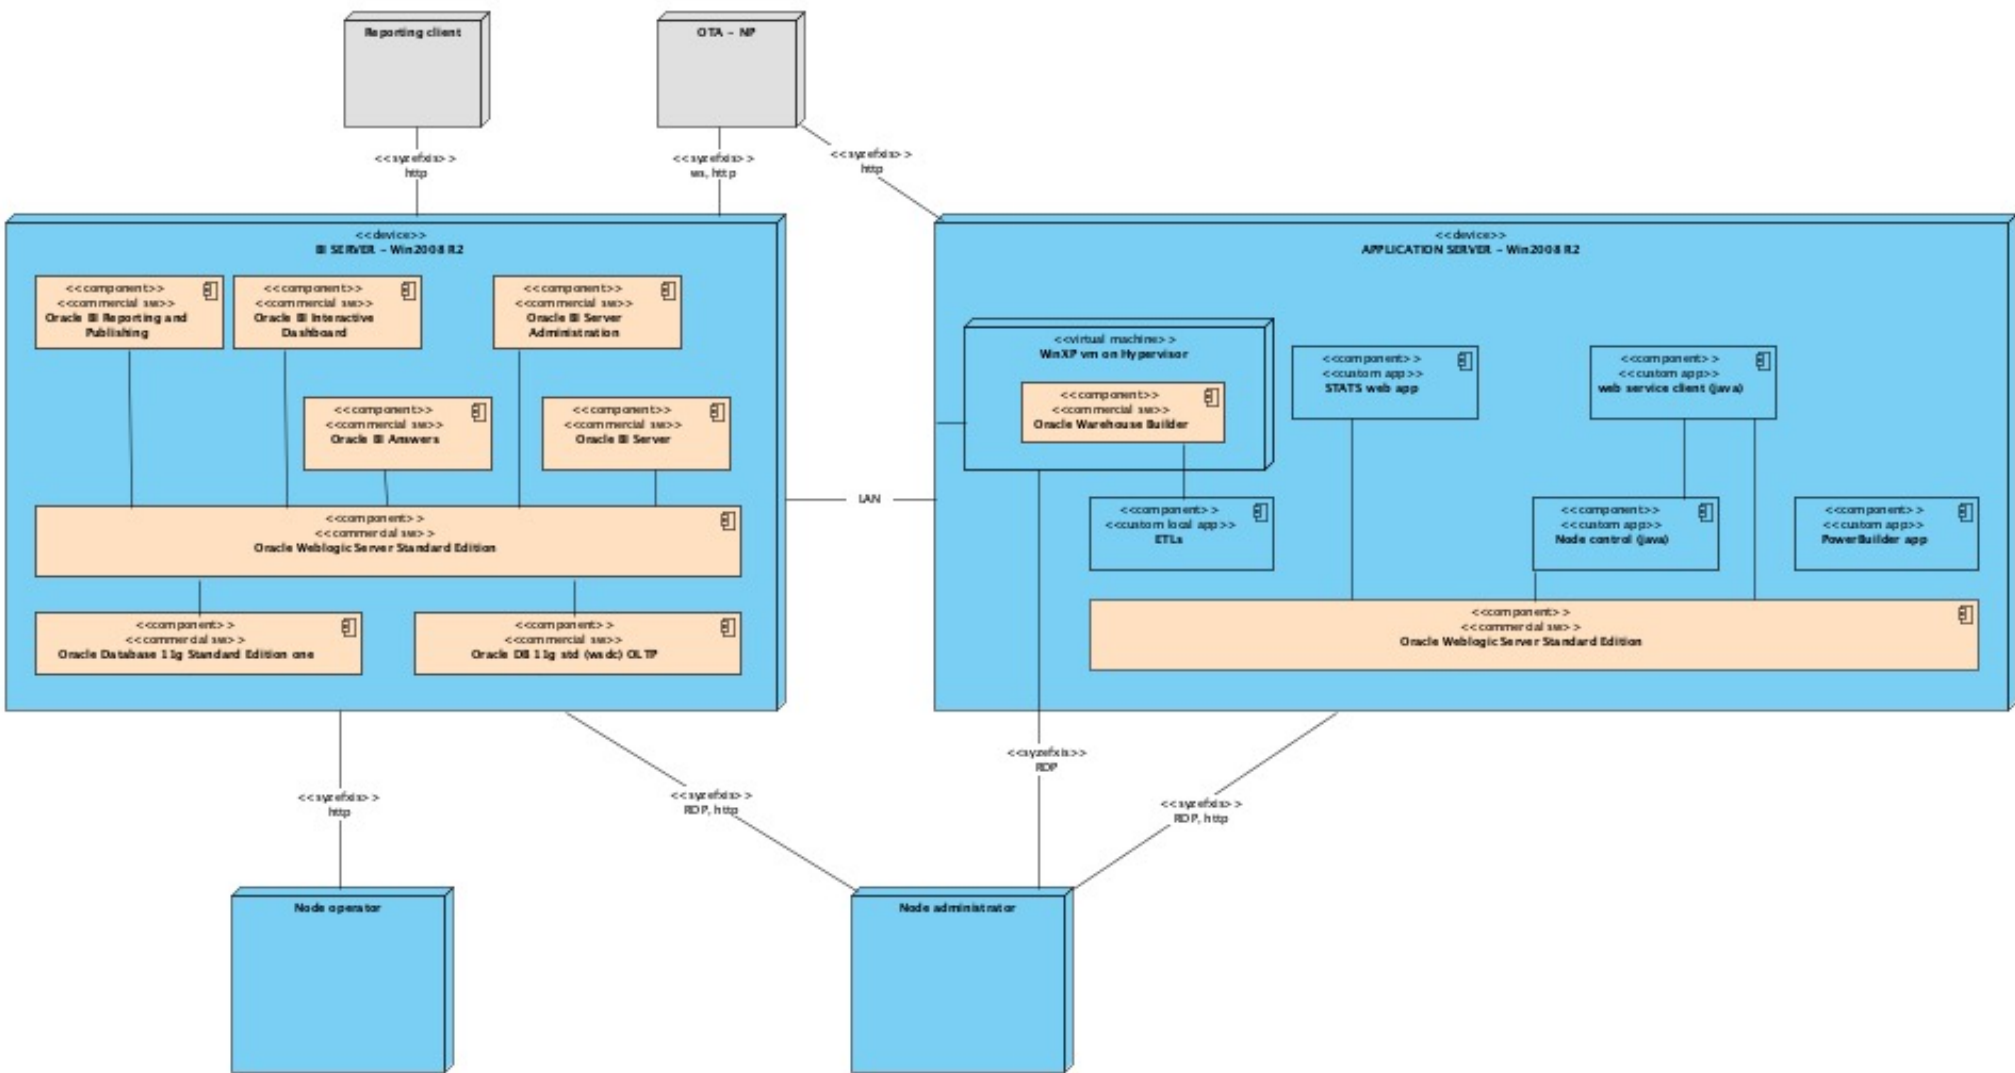 Reporting client
OTA – NP
<<syzefxis>>
http
<<syzefxis>>
ws, http
<<syzefxis>>
http
<<device>>
BI SERVER – Win2008 R2
<<component>>
<<commercial sw>>
Oracle BI Reporting and
Publishing
<<component>>
<<commercial sw>>
Oracle BI Interactive
Dashboard
<<component>>
<<commercial sw>>
Oracle BI Server
Administration
<<component>>
<<commercial sw>>
Oracle BI Answers
<<component>>
<<commercial sw>>
Oracle BI Server
<<component>>
<<commercial sw>>
Oracle Weblogic Server Standard Edition
<<component>>
<<commercial sw>>
Oracle Database 11g Standard Edition one
<<component>>
<<commercial sw>>
Oracle DB 11g std (wsdc) OLTP
LAN
<<device>>
APPLICATION SERVER – Win2008 R2
<<virtual machine>>
WinXP vm on Hypervisor
<<component>>
<<commercial sw>>
Oracle Warehouse Builder
<<component>>
<<custom app>>
STATS web app
<<component>>
<<custom app>>
web service client (java)
<<component>>
<<custom local app>>
ETLs
<<component>>
<<custom app>>
Node control (java)
<<component>>
<<custom app>>
PowerBuilder app
<<component>>
<<commercial sw>>
Oracle Weblogic Server Standard Edition
<<syzefxis>>
http
<<syzefxis>>
RDP, http
<<syzefxis>>
RDP
<<syzefxis>>
RDP, http
Node operator
Node administrator